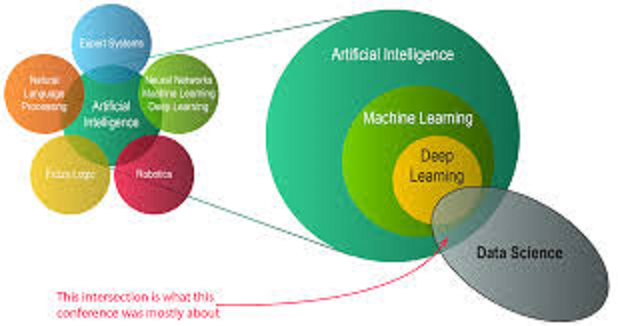 Expert Systems
Natural
Language
Processing
Neural Networks
Machine Learning
Deep Learning
Artificial
Intelligence
Fuzzy Logic
Robotics
Artificial Intelligence
Machine Learning
Deep
Learning
Data Science
This intersection is what this
conference was mostly about